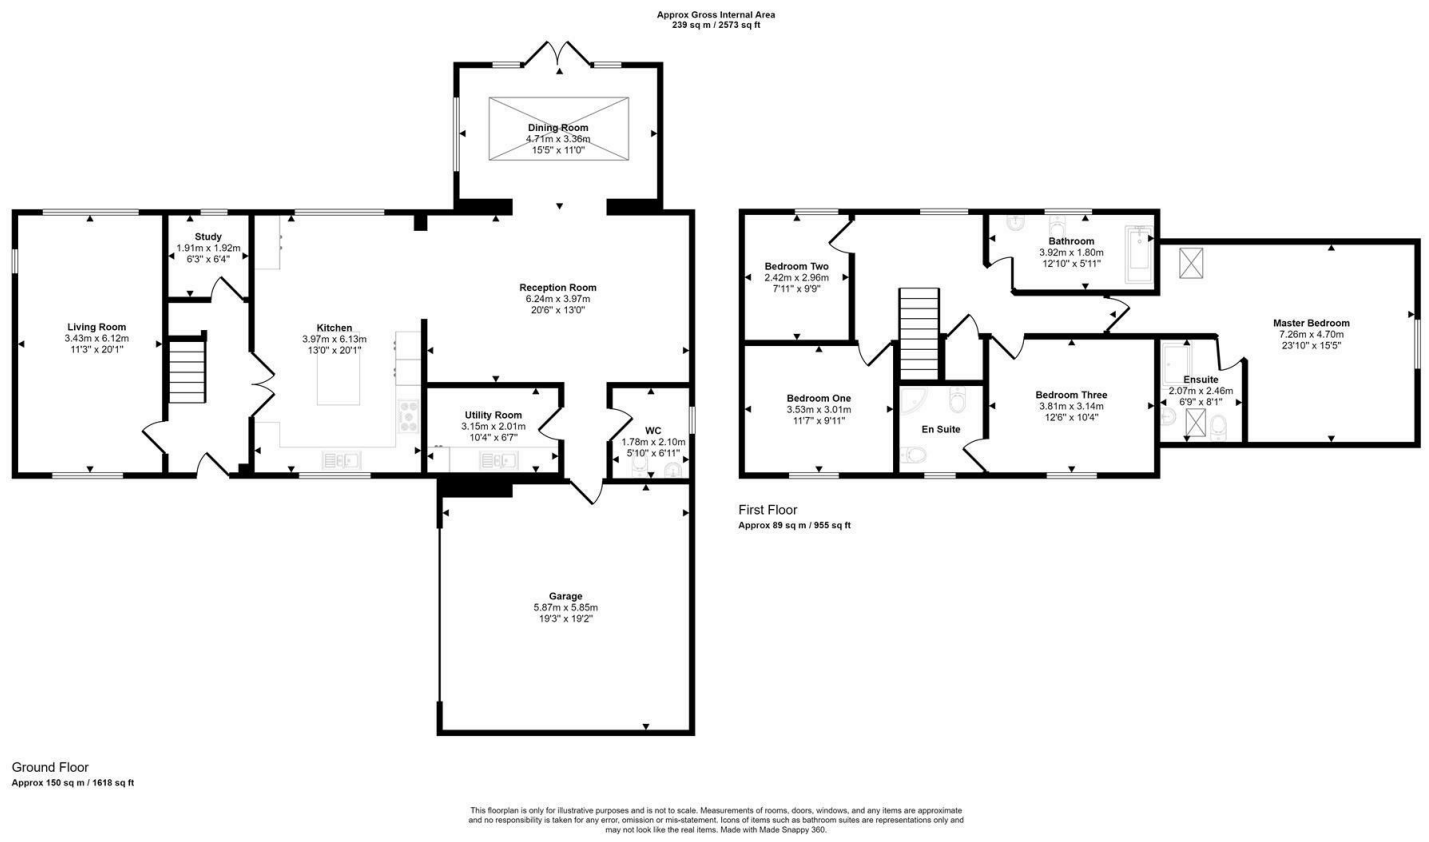 Approx Gross Internal Area
239 sq m / 2573 sq ft
Dining Room
4.71m x 3.36m
15'5" x 11'0"
Study
1.91m x 1.92m
6'3" x 6'4"
Living Room
3.43m x 6.12m
11'3" x 20'1"
Kitchen
3.97m x 6.13m
13'0" x 20'1"
Reception Room
6.24m x 3.97m
20'6" x 13'0"
Utility Room
3.15m x 2.01m
10'4" x 6'7"
WC
1.78m x 2.10m
5'10" x 6'11"
Garage
5.87m x 5.85m
19'3" x 19'2"
Ground Floor
Approx 150 sq m / 1618 sq ft
Bedroom Two
2.42m x 2.96m
7'11" x 9'9"
Bathroom
3.92m x 1.80m
12'10" x 5'11"
Master Bedroom
7.26m x 4.70m
23'10" x 15'5"
Ensuite
2.07m x 2.46m
6'9" x 8'1"
Bedroom One
3.53m x 3.01m
11'7" x 9'11"
En Suite
Bedroom Three
3.81m x 3.14m
12'6" x 10'4"
First Floor
Approx 89 sq m / 955 sq ft
This floorplan is only for illustrative purposes and is not to scale. Measurements of rooms, doors, windows, and any items are approximate
and no responsibility is taken for any error, omission or mis-statement. Icons of items such as bathroom suites are representations only and
may not look like the real items. Made with Made Snappy 360.